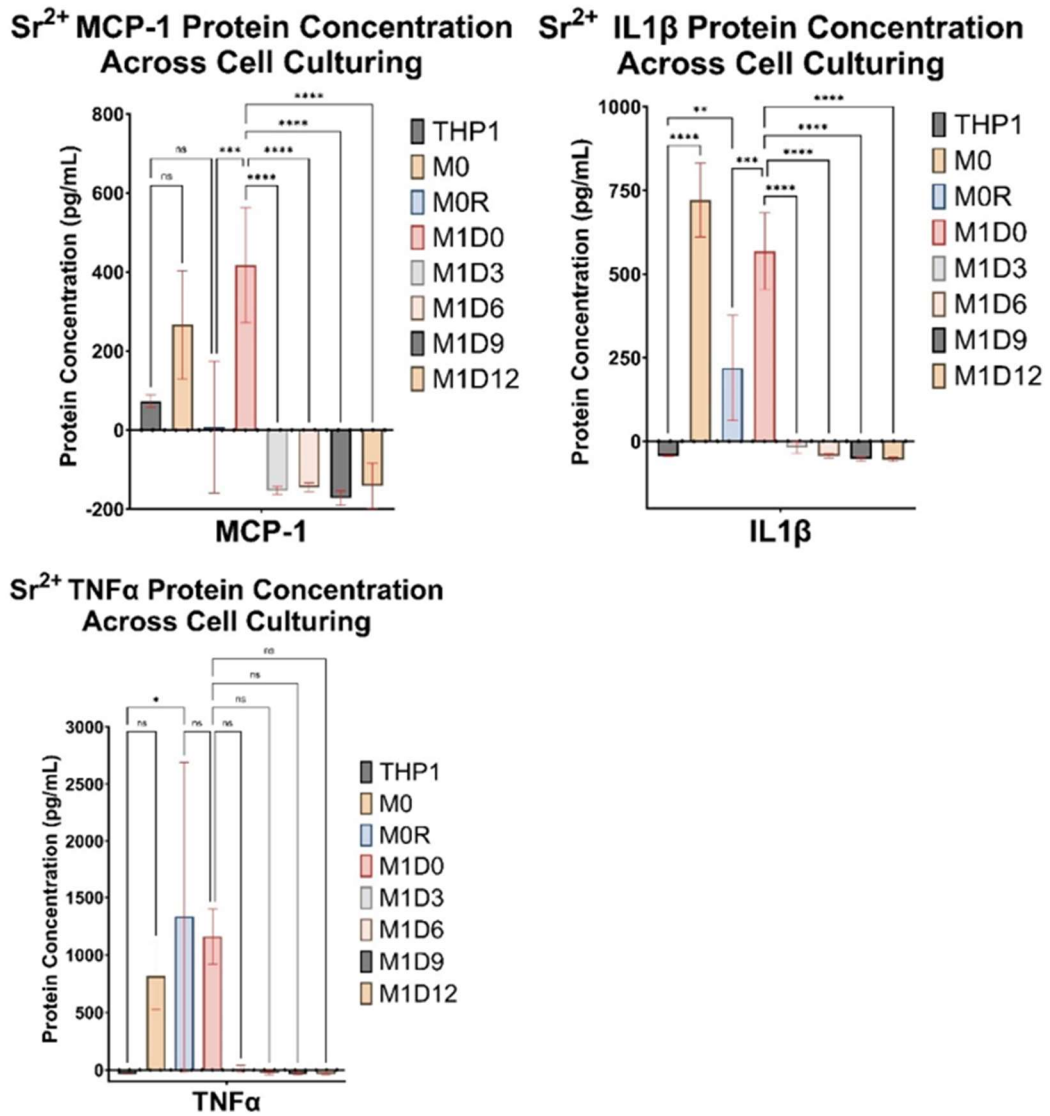 Sr2+ MCP-1 Protein Concentration
Across Cell Culturing
Protein Concentration (pg/mL)
800
600
400
200
0
-200
ns
ns
***
****
****
****
****
MCP-1
THP1
M0
M0R
M1D0
M1D3
M1D6
M1D9
M1D12
Sr2+ IL1β Protein Concentration
Across Cell Culturing
Protein Concentration (pg/mL)
1000
750
500
250
0
**
****
***
****
****
****
****
IL1β
THP1
M0
M0R
M1D0
M1D3
M1D6
M1D9
M1D12
Sr2+ TNFα Protein Concentration
Across Cell Culturing
Protein Concentration (pg/mL)
3000
2500
2000
1500
1000
500
0
*
ns
ns
ns
ns
ns
ns
TNFα
THP1
M0
M0R
M1D0
M1D3
M1D6
M1D9
M1D12